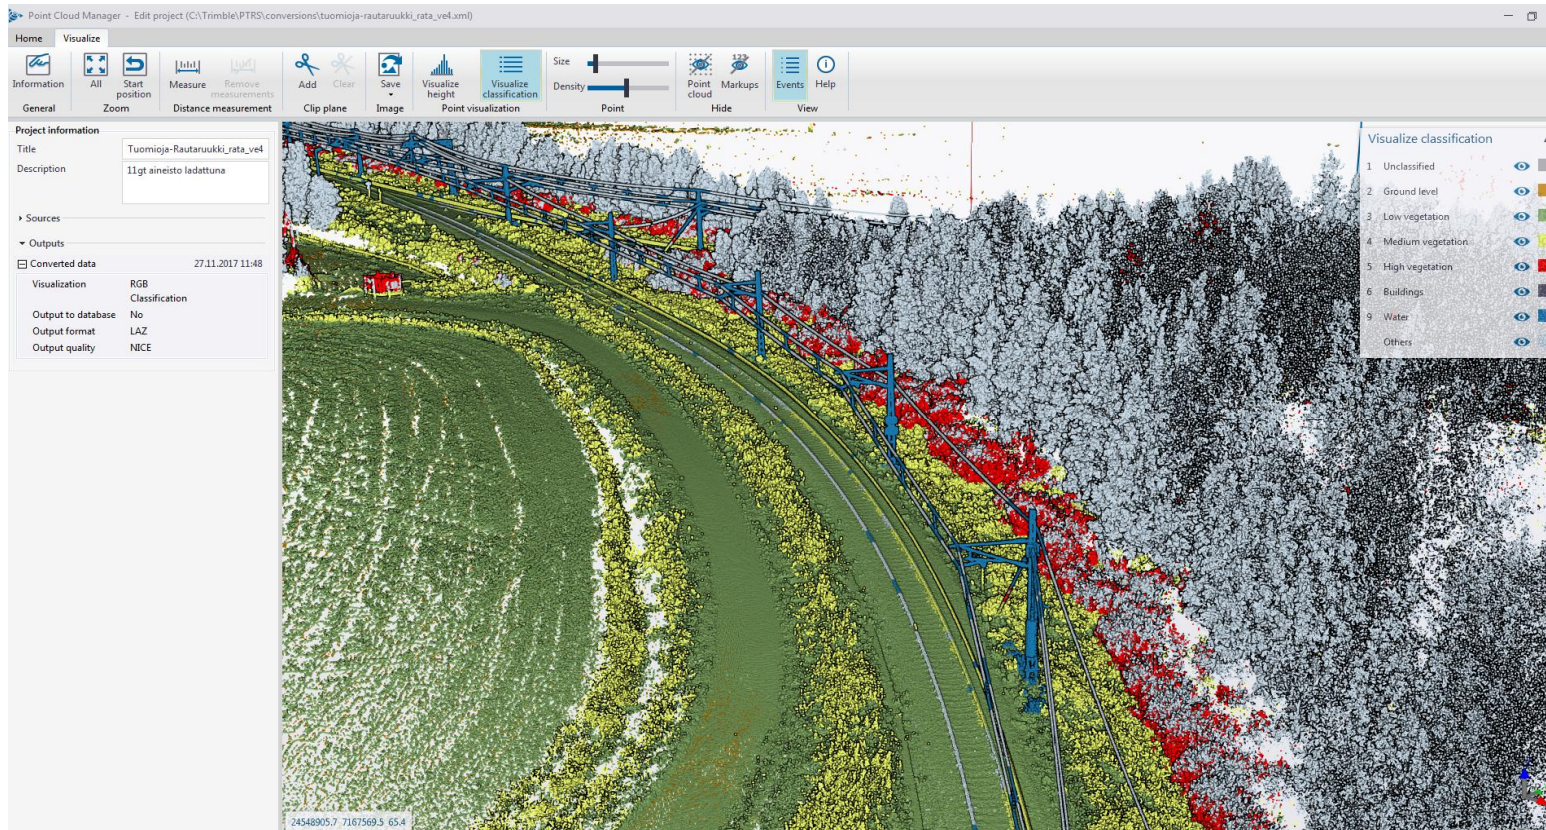 Point Cloud Manager - Edit project (C:\Trimble\PTRS\conversions\tuomioja-rautaruukki_rata_ve4.xml)
Home Visualize
Information
All
Start position
Measure
Remove measurements
Add
Clear
Save
Visualize height
Visualize classification
Size
Density
Point cloud
123
Markups
Events
Help
General
Zoom
Distance measurement
Clip plane
Image
Point visualization
Point
Hide
View
Project information
Title Tuomioja-Rautaruukki_rata_ve4
Description 11gt aineisto ladattuna
Sources
Outputs
Converted data 27.11.2017 11:48
Visualization RGB
Classification
Output to database No
Output format LAZ
Output quality NICE
Visualize classification
1 Unclassified
2 Ground level
3 Low vegetation
4 Medium vegetation
5 High vegetation
6 Buildings
9 Water
Others
24548905.7 7167569.5 65.4